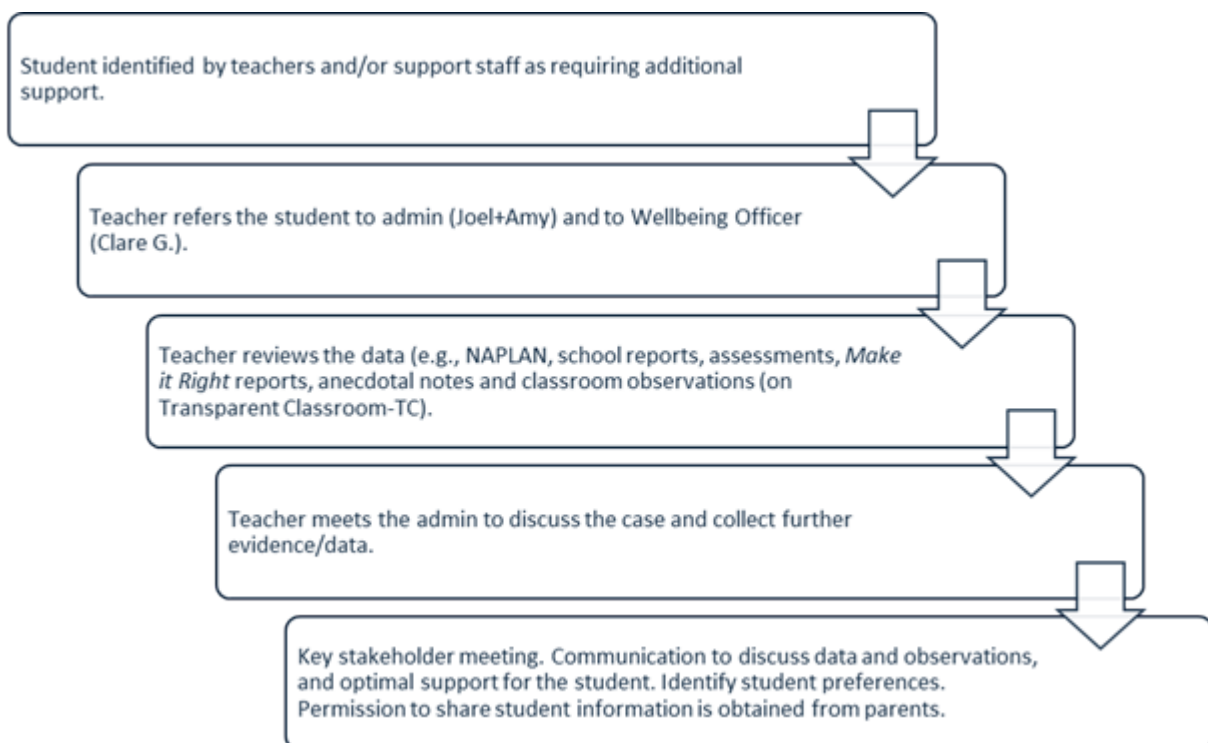 Student identified by teachers and/or support staff as requiring additional
support.
Teacher refers the student to admin (Joel+Amy) and to Wellbeing Officer
(Clare G.).
Teacher reviews the data (e.g., NAPLAN, school reports, assessments, Make
it Right reports, anecdotal notes and classroom observations (on
Transparent Classroom-TC).
Teacher meets the admin to discuss the case and collect further
evidence/data.
Key stakeholder meeting. Communication to discuss data and observations,
and optimal support for the student. Identify student preferences.
Permission to share student information is obtained from parents.